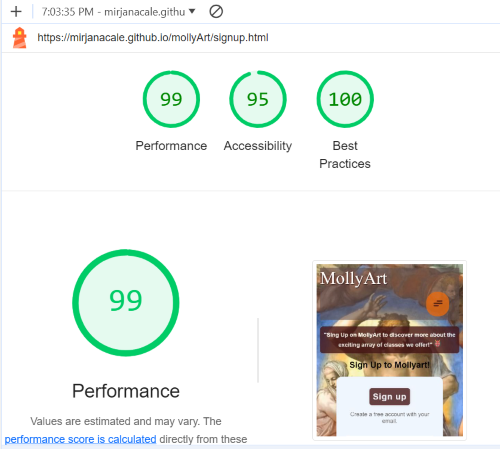 7:03:35 PM - mirjanacale.githu
https://mirjanacale.github.io/mollyArt/signup.html
99 95 100
Performance Accessibility Best
Practices
99
Performance
Values are estimated and may vary. The
performance score is calculated directly from these
MollyArt
"Sing Up on MollyArt to discover more about the
exciting array of classes we offer!"
Sign Up to Mollyart!
Sign up
Create a free account with your
email.